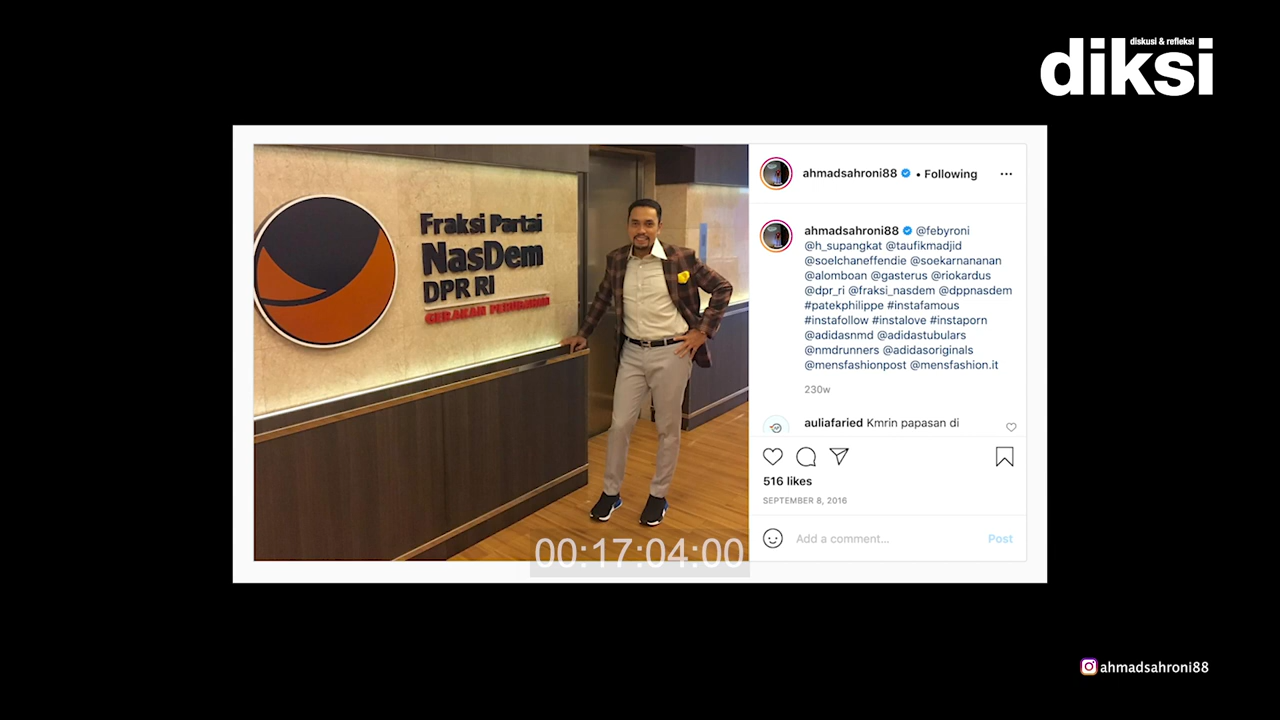 diskusi & refleksi
diksi
Fraksi Partai
NasDem
DPR RI
GERAKAN PERUBAHAN
ahmadsahroni88 • Following
ahmadsahroni88 @febyroni
@h_supangkat @taufikmadjid
@soelchaneffendie @soekarnananan
@alomboan @gasterus @riokardus
@dpr_ri @fraksi_nasdem @dppnasdem
#patekphilippe #instafamous
#instafollow #instalove #instaporn
@adidasnmd @adidastubulars
@nmdrunners @adidasoriginals
@mensfashionpost @mensfashion.it
230w
auliafaried Kmrin papasan di
516 likes
SEPTEMBER 8, 2016
Add a comment... Post
00:17:04:00
ahmadsahroni88